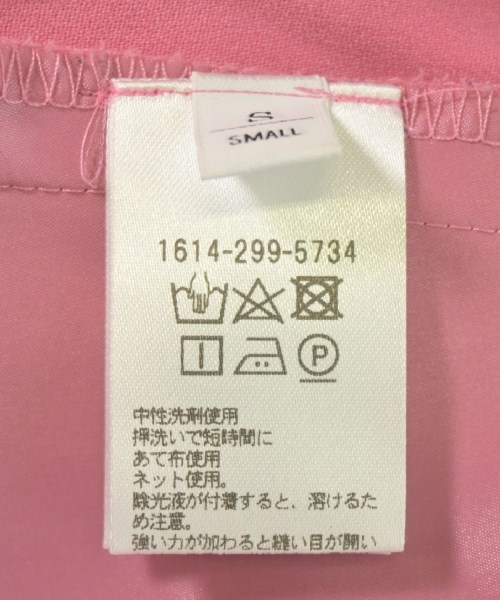 S
SMALL
1614-299-5734
P
中性洗剤使用
押洗いで短時間に
あて布使用
ネット使用。
除光液が付着すると、溶けるた
め注意。
強い力が加わると縫い目が開い